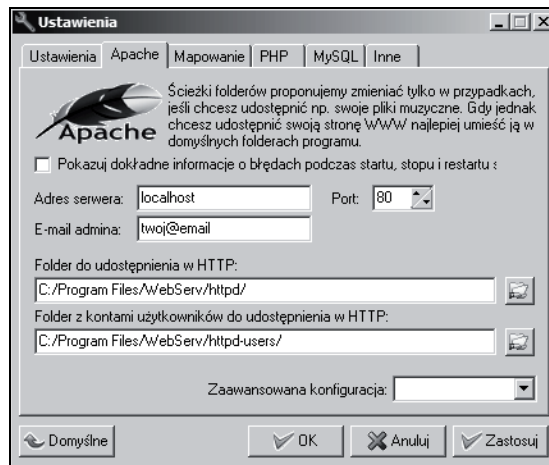 Ustawienia
Ustawienia Apache Mapowanie PHP MySQL Inne
Apache
Ścieżki folderów proponujemy zmieniać tylko w przypadkach,
jeśli chcesz udostępnić np. swoje pliki muzyczne. Gdy jednak
chcesz udostępnić swoją stronę WWW najlepiej umieść ją w
domyślnych folderach programu.
Pokazuj dokładne informacje o błędach podczas startu, stopu i restartu s
Adres serwera: localhost Port: 80
E-mail admina: twoj@email
Folder do udostępnienia w HTTP:
C:/Program Files/WebServ/httpd/
Folder z kontami użytkowników do udostępnienia w HTTP:
C:/Program Files/WebServ/httpd-users/
Zaawansowana konfiguracja:
Domyślne OK Anuluj Zastosuj